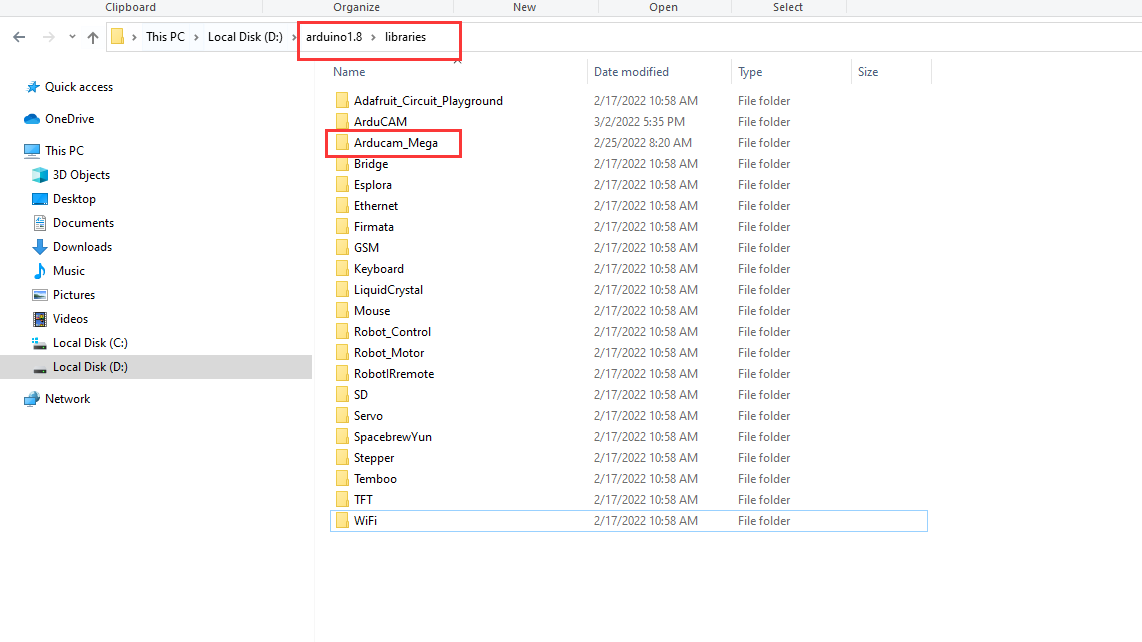 Clipboard Organize New Open Select
This PC Local Disk (D:) arduino1.8 libraries
Quick access
OneDrive
This PC
3D Objects
Desktop
Documents
Downloads
Music
Pictures
Videos
Local Disk (C:)
Local Disk (D:)
Network
Name Date modified Type Size
Adafruit_Circuit_Playground 2/17/2022 10:58 AM File folder
ArduCAM 3/2/2022 5:35 PM File folder
Arducam_Mega 2/25/2022 8:20 AM File folder
Bridge 2/17/2022 10:58 AM File folder
Esplora 2/17/2022 10:58 AM File folder
Ethernet 2/17/2022 10:58 AM File folder
Firmata 2/17/2022 10:58 AM File folder
GSM 2/17/2022 10:58 AM File folder
Keyboard 2/17/2022 10:58 AM File folder
LiquidCrystal 2/17/2022 10:58 AM File folder
Mouse 2/17/2022 10:58 AM File folder
Robot_Control 2/17/2022 10:58 AM File folder
Robot_Motor 2/17/2022 10:58 AM File folder
RobotIRremote 2/17/2022 10:58 AM File folder
SD 2/17/2022 10:58 AM File folder
Servo 2/17/2022 10:58 AM File folder
SpacebrewYun 2/17/2022 10:58 AM File folder
Stepper 2/17/2022 10:58 AM File folder
Temboo 2/17/2022 10:58 AM File folder
TFT 2/17/2022 10:58 AM File folder
WiFi 2/17/2022 10:58 AM File folder